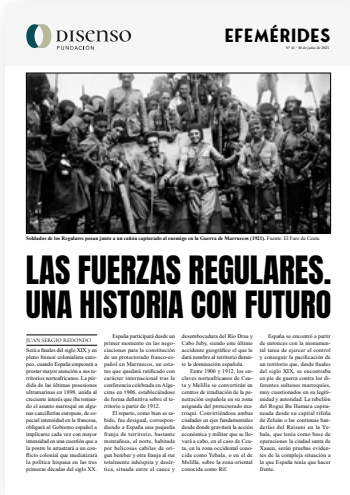 DISENSO
FUNDACIÓN
EFEMÉRIDES
Soldados de los Regulares posan junto a un cañón capturado al enemigo en la Guerra de Marruecos (1921). Fuente: El Faro de Ceuta.
LAS FUERZAS REGULARES,
UNA HISTORIA CON FUTURO
JUAN SERGIO REDONDO
Será a finales del siglo XIX y en
pleno frenesí colonialista euro-
peo, cuando España empezará a
prestar mayor atención a sus te-
rritorios norteafricanos. La pér-
dida de las últimas posesiones
ultramarinas en 1898, unida al
creciente interés que iba toman-
do el asunto marroquí en algu-
nas cancillerías europeas, de es-
pecial intensidad en la francesa,
obligará al Gobierno español a
implicarse cada vez con mayor
intensidad en una cuestión que a
la postre le arrastrará a un con-
flicto colonial que mediatizará
la política hispana en las tres
primeras décadas del siglo XX.
España participará desde un
primer momento en las nego-
ciaciones para la constitución
de un protectorado franco-es-
pañol en Marruecos, un esta-
tus que quedará ratificado con
carácter internacional tras la
conferencia celebrada en Alge-
ciras en 1906, estableciéndose
de forma definitiva sobre el te-
rritorio a partir de 1912.
El reparto, como bien es sa-
bido, fue desigual, correspon-
diendo a España una pequeña
franja de territorio, bastante
montañosa, al norte, habitada
por belicosas cabilas de ori-
gen bereber y otra franja al sur
totalmente inhóspita y desér-
tica, situada entre el cauce y
desembocadura del Río Draa y
Cabo Juby, siendo este último
accidente geográfico el que le
dará nombre al territorio duran-
te la dominación española.
Entre 1906 y 1912, los en-
claves norteafricanos de Ceu-
ta y Melilla se convertirán en
centros de irradiación de la pe-
netración española en su zona
asignada del protectorado ma-
rroquí. Convirtiéndose ambas
ciudades en ejes fundamentales
desde donde gravitará la acción
económica y militar que se lle-
vará a cabo, en el caso de Ceu-
ta, en la zona occidental cono-
cida como Yebala, o en el de
Melilla, sobre la zona oriental
conocida como Rif.
España se encontró a partir
de entonces con la monumen-
tal tarea de ejercer el control
y conseguir la pacificación de
un territorio que, desde finales
del siglo XIX, se encontraba
en pie de guerra contra los di-
ferentes sultanes marroquíes,
muy cuestionados en su legiti-
midad y autoridad. La rebelión
del Rogui Bu Hamara capita-
neada desde su capital rifeña
de Zeluán o las continuas ban-
derías del Raisuni en la Ye-
bala, que tenía como base de
operaciones la ciudad santa de
Xauen, serán pruebas eviden-
tes de la compleja situación a
la que España tenía que hacer
frente.